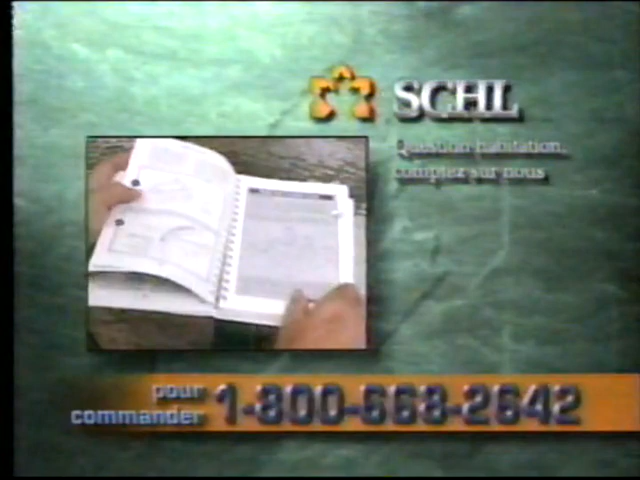 SCHL
Question habitation,
comptez sur nous
pour
commander
1-800-668-2642